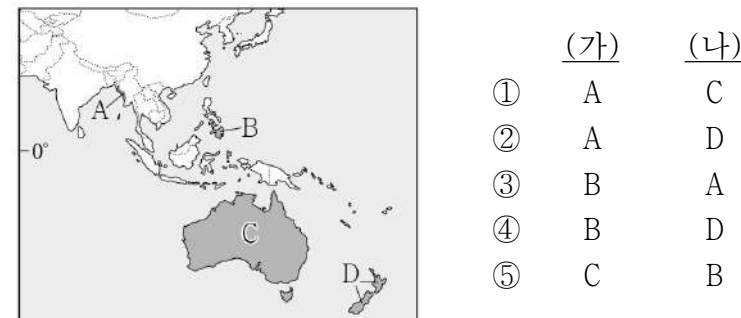 (가) (나)
① A C
② A D
③ B A
④ B D
⑤ C B
A
B
0°
C
D